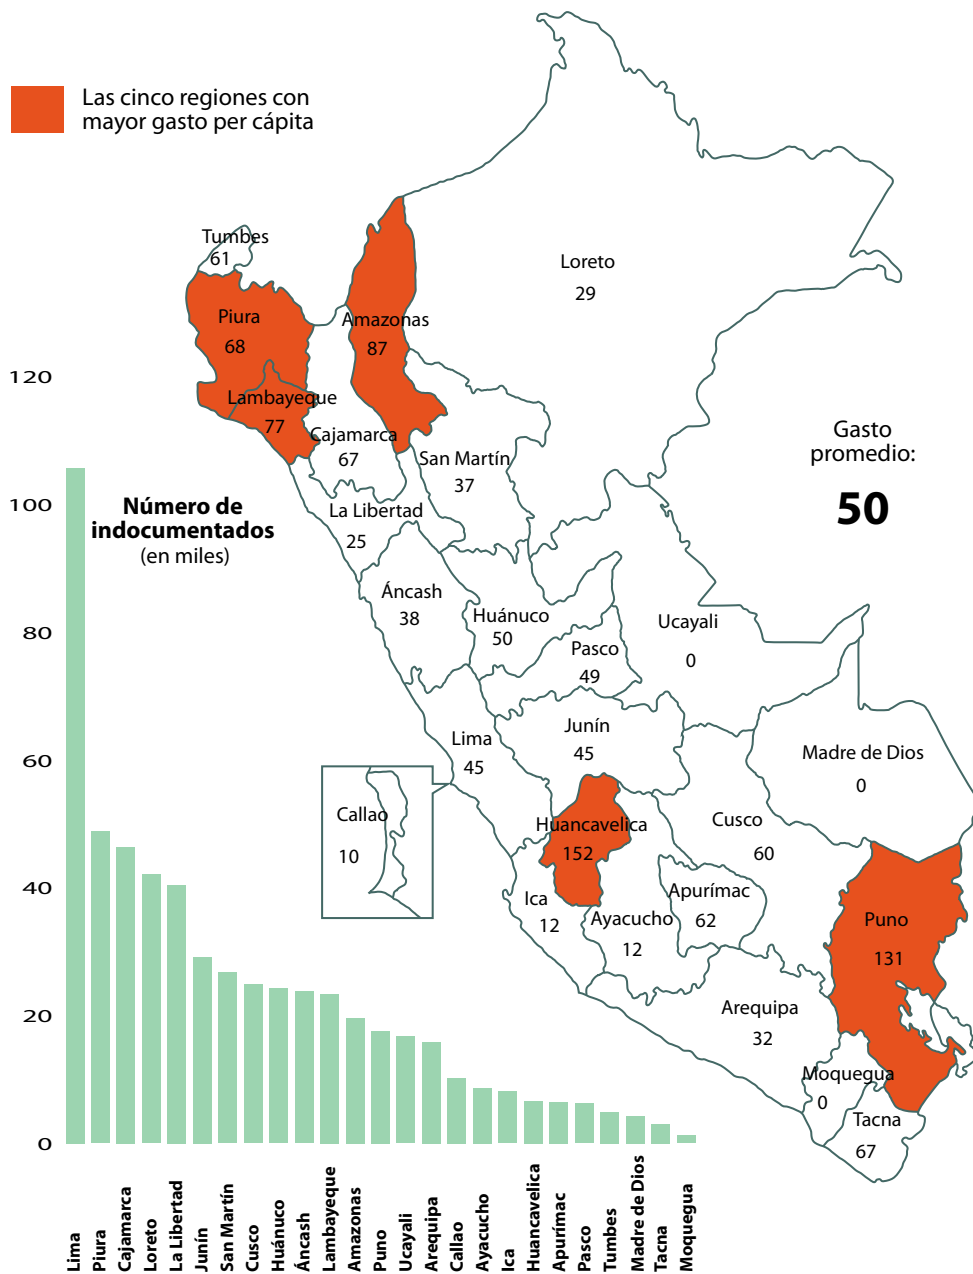 Las cinco regiones con
mayor gasto per cápita
Tumbes
61
Piura
68
Lambayeque
77
Amazonas
87
Cajamarca
67
San Martín
37
Loreto
29
La Libertad
25
Áncash
38
Huánuco
50
Pasco
49
Ucayali
0
Lima
45
Junín
45
Madre de Dios
0
Callao
10
Huancavelica
152
Cusco
60
Ica
12
Ayacucho
12
Apurímac
62
Puno
131
Arequipa
32
Moquegua
0
Tacna
67
Gasto
promedio:
50
Número de
indocumentados
(en miles)
120
100
80
60
40
20
0
Lima
Piura
Cajamarca
Loreto
La Libertad
Junín
San Martín
Cusco
Huánuco
Áncash
Lambayeque
Amazonas
Puno
Ucayali
Arequipa
Callao
Ayacucho
Ica
Huancavelica
Apurímac
Pasco
Tumbes
Madre de Dios
Tacna
Moquegua